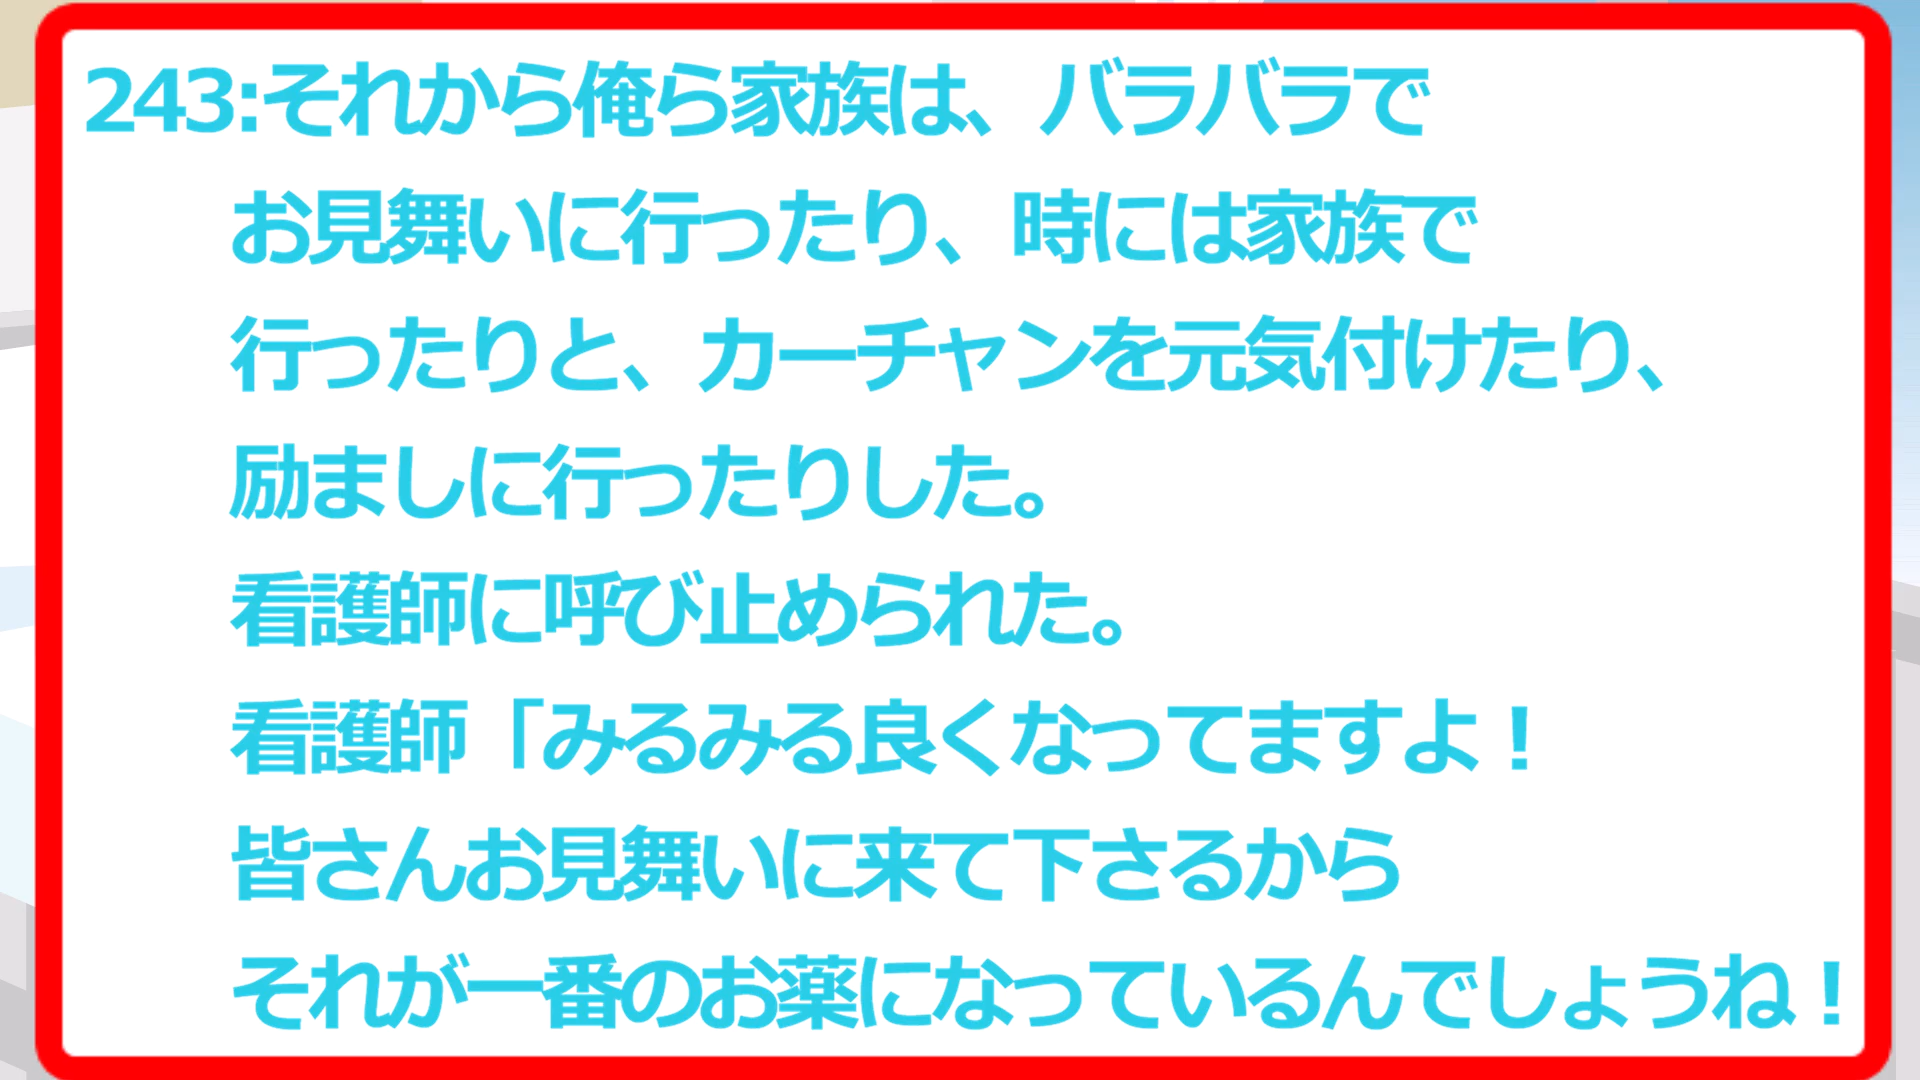 243:それから俺ら家族は、バラバラで
お見舞いに行ったり、時には家族で
行ったりと、カーチャンを元気付けたり、
励ましに行ったりした。
看護師に呼び止められた。
看護師「みるみる良くなってますよ！
皆さんお見舞いに来て下さるから
それが一番のお薬になっているんでしょうね！